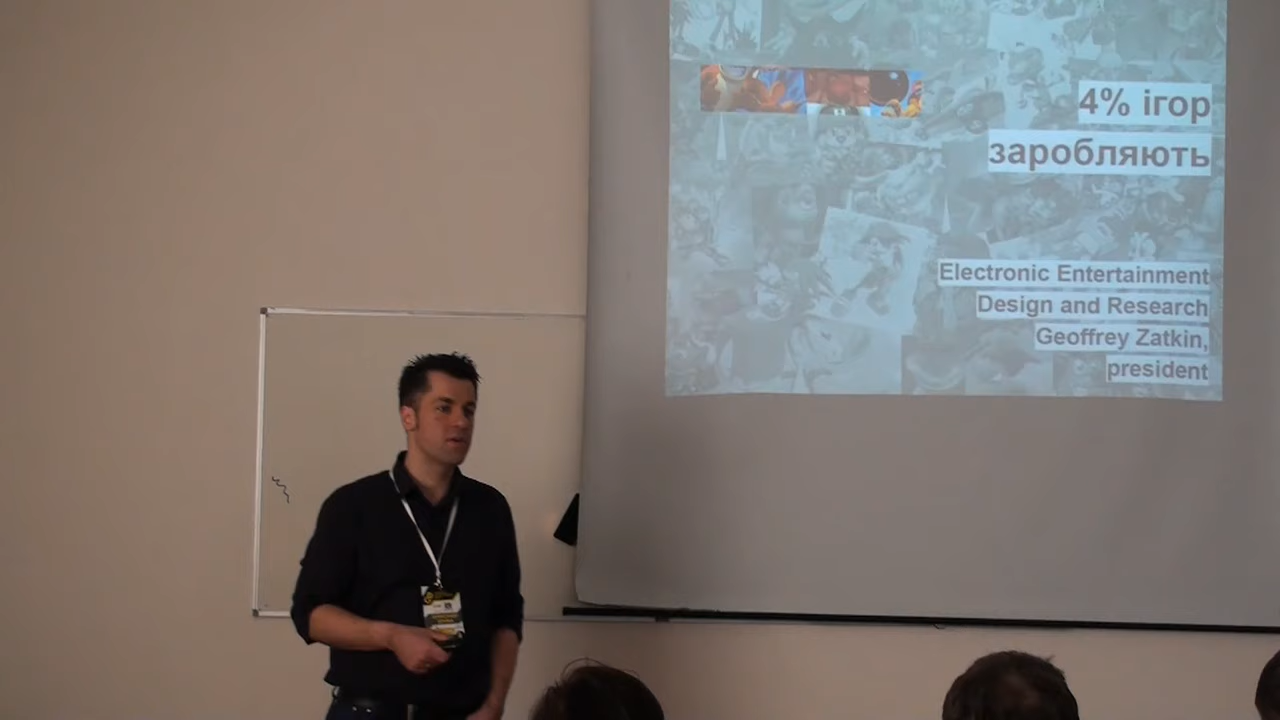 4% ігор
заробляють
Electronic Entertainment
Design and Research
Geoffrey Zatkin,
president